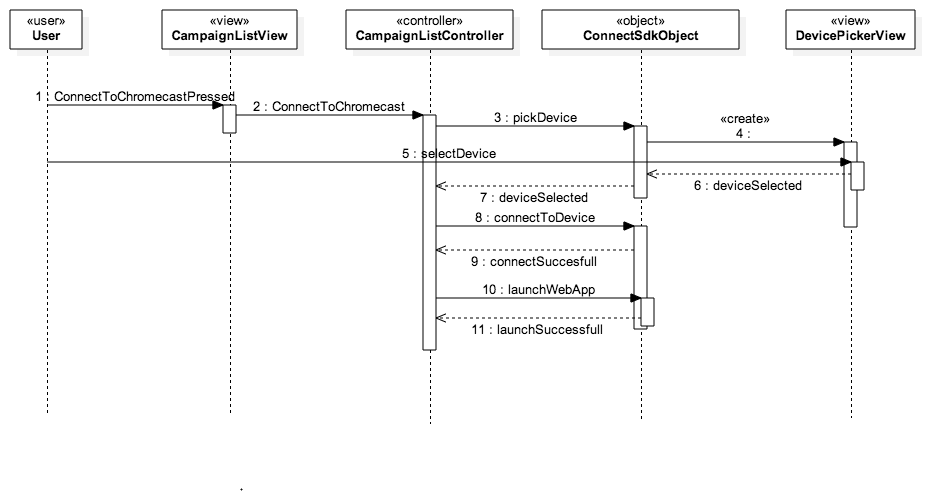 «user»
User
«view»
CampaignListView
«controller»
CampaignListController
«object»
ConnectSdkObject
«view»
DevicePickerView
1 : ConnectToChromecastPressed
2 : ConnectToChromecast
3 : pickDevice
«create»
4 :
5 : selectDevice
6 : deviceSelected
7 : deviceSelected
8 : connectToDevice
9 : connectSuccesfull
10 : launchWebApp
11 : launchSuccessfull